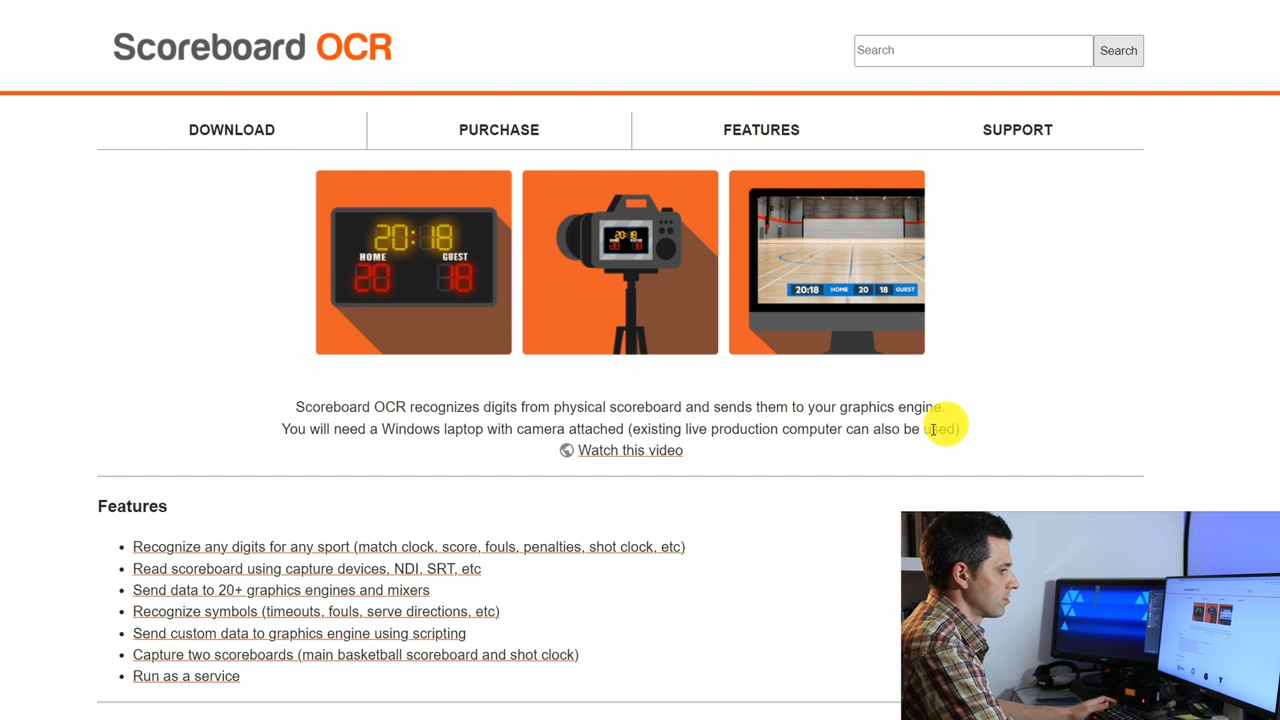 Scoreboard OCR
Search
Search
DOWNLOAD
PURCHASE
FEATURES
SUPPORT
20:18
HOME
GUEST
20
18
20:18
20:18
HOME
20
18
GUEST
Scoreboard OCR recognizes digits from physical scoreboard and sends them to your graphics engine.
You will need a Windows laptop with camera attached (existing live production computer can also be used)
Watch this video
Features
Recognize any digits for any sport (match clock, score, fouls, penalties, shot clock, etc)
Read scoreboard using capture devices, NDI, SRT, etc
Send data to 20+ graphics engines and mixers
Recognize symbols (timeouts, fouls, serve directions, etc)
Send custom data to graphics engine using scripting
Capture two scoreboards (main basketball scoreboard and shot clock)
Run as a service